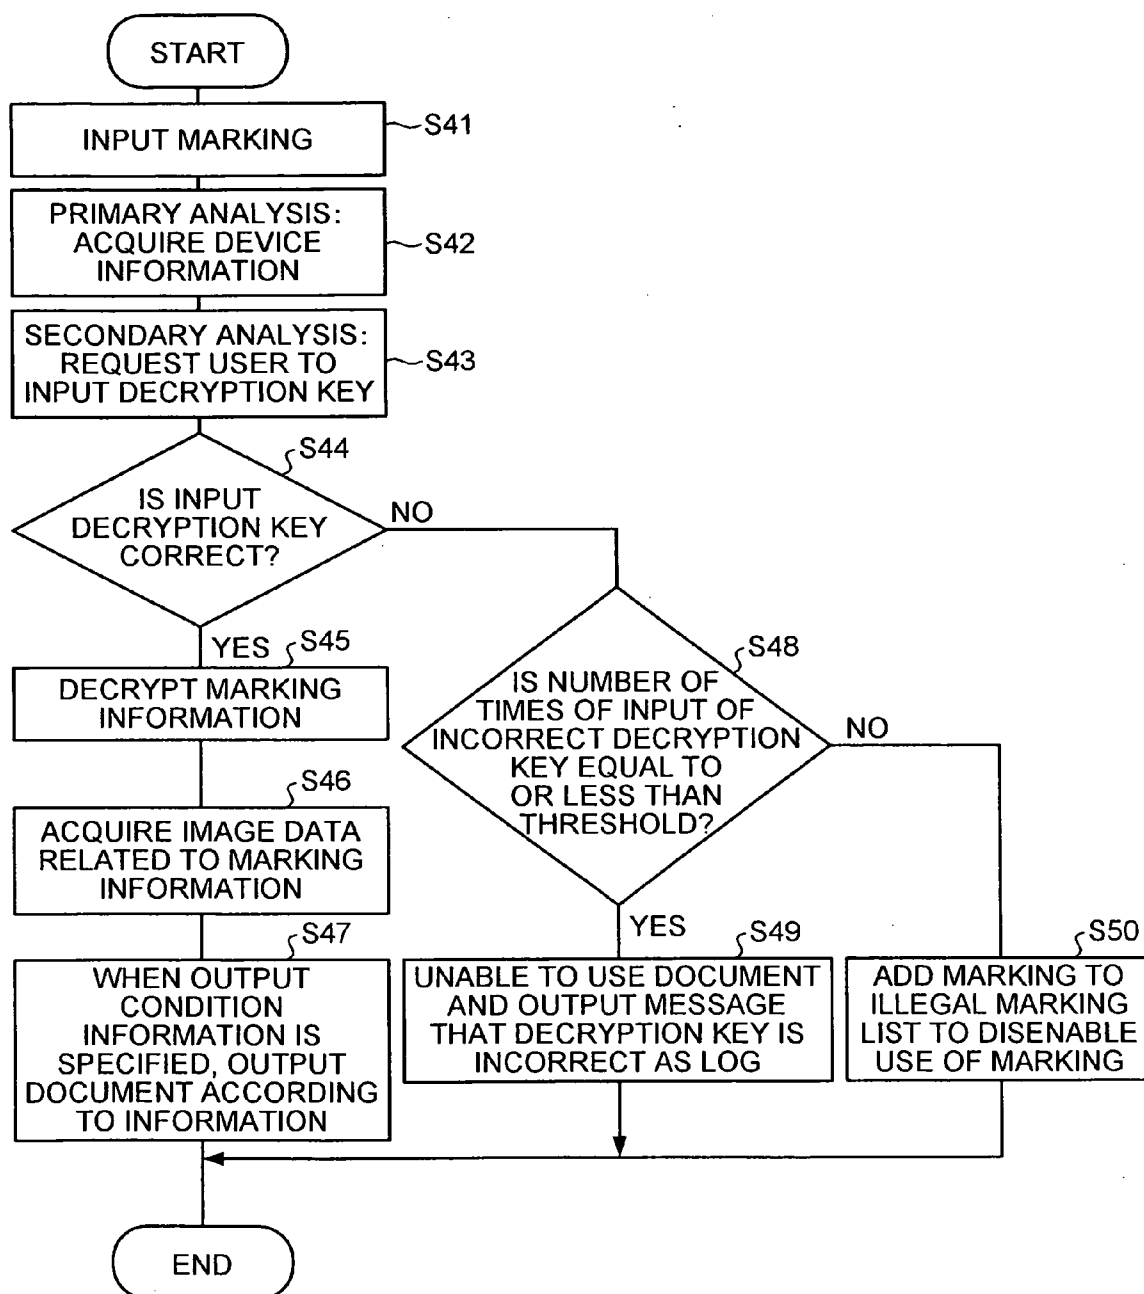 START
INPUT MARKING
S41
PRIMARY ANALYSIS:
ACQUIRE DEVICE
INFORMATION
S42
SECONDARY ANALYSIS:
REQUEST USER TO
INPUT DECRYPTION KEY
S43
S44
IS INPUT
DECRYPTION KEY
CORRECT?
NO
YES
S45
DECRYPT MARKING
INFORMATION
S46
ACQUIRE IMAGE DATA
RELATED TO MARKING
INFORMATION
S47
WHEN OUTPUT
CONDITION
INFORMATION IS
SPECIFIED, OUTPUT
DOCUMENT ACCORDING
TO INFORMATION
S48
IS NUMBER OF
TIMES OF INPUT OF
INCORRECT DECRYPTION
KEY EQUAL TO
OR LESS THAN
THRESHOLD?
NO
YES
S49
UNABLE TO USE DOCUMENT
AND OUTPUT MESSAGE
THAT DECRYPTION KEY IS
INCORRECT AS LOG
S50
ADD MARKING TO
ILLEGAL MARKING
LIST TO DISENABLE
USE OF MARKING
END